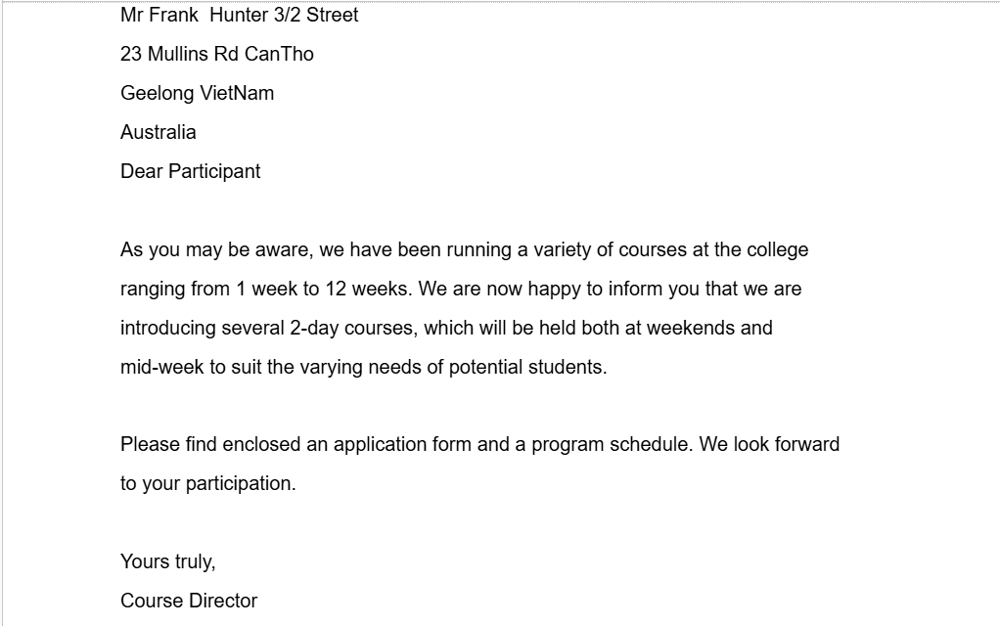 Mr Frank  Hunter 3/2 Street
23 Mullins Rd CanTho
Geelong VietNam
Australia
Dear Participant
As you may be aware, we have been running a variety of courses at the college
ranging from 1 week to 12 weeks. We are now happy to inform you that we are
introducing several 2-day courses, which will be held both at weekends and
mid-week to suit the varying needs of potential students.
Please find enclosed an application form and a program schedule. We look forward
to your participation.
Yours truly,
Course Director